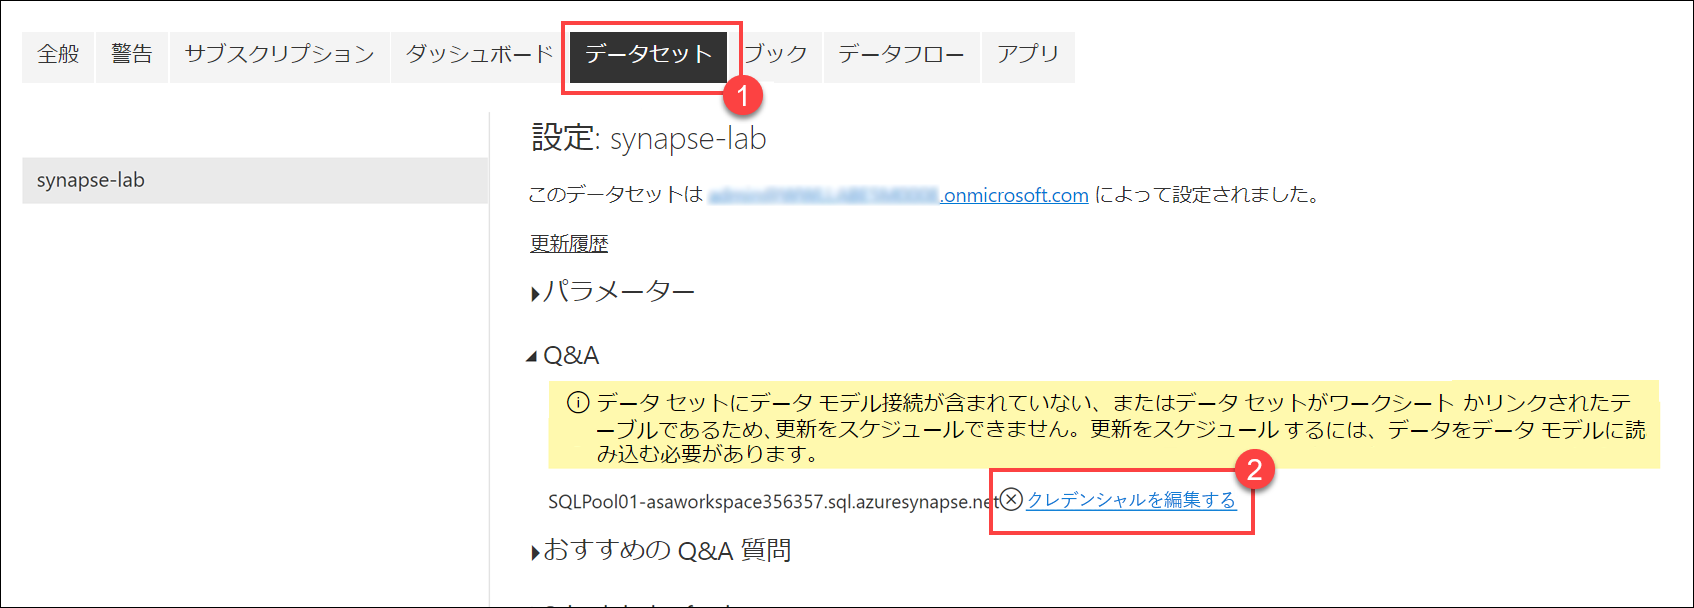 全般 警告 サブスクリプション ダッシュボード データセット ブック データフロー アプリ
1
設定: synapse-lab
synapse-lab
このデータセットは .onmicrosoft.com によって設定されました。
更新履歴
パラメーター
Q&A
データ セットにデータ モデル接続が含まれていない、またはデータ セットがワークシート かリンクされたテ
ーブルであるため、更新をスケジュールできません。更新をスケジュール するには、データをデータ モデルに読
み込む必要があります。
2
SQLPool01-asaworkspace356357.sql.azuresynapse.net クレデンシャルを編集する
おすすめの Q&A 質問